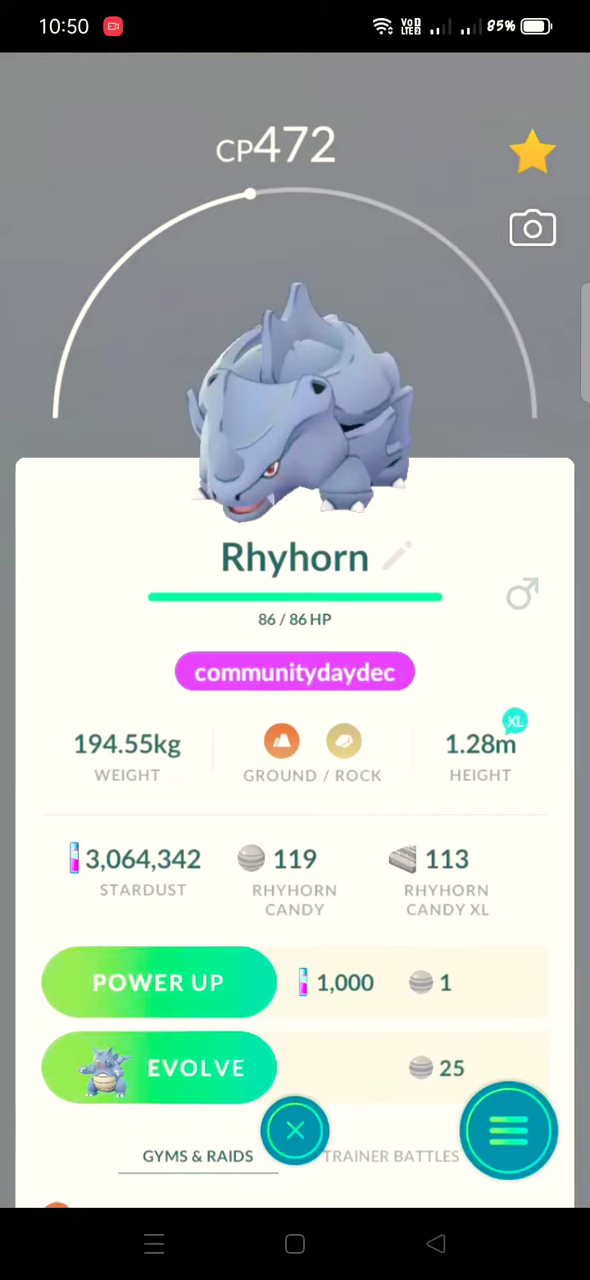 10:50 VoD LTE2 85%
CP472
Rhyhorn
86 / 86 HP
communitydaydec
XL
194.55kg 1.28m
WEIGHT GROUND / ROCK HEIGHT
3,064,342 119 113
STARDUST RHYHORN CANDY RHYHORN CANDY XL
POWER UP 1,000 1
EVOLVE 25
GYMS & RAIDS TRAINER BATTLES